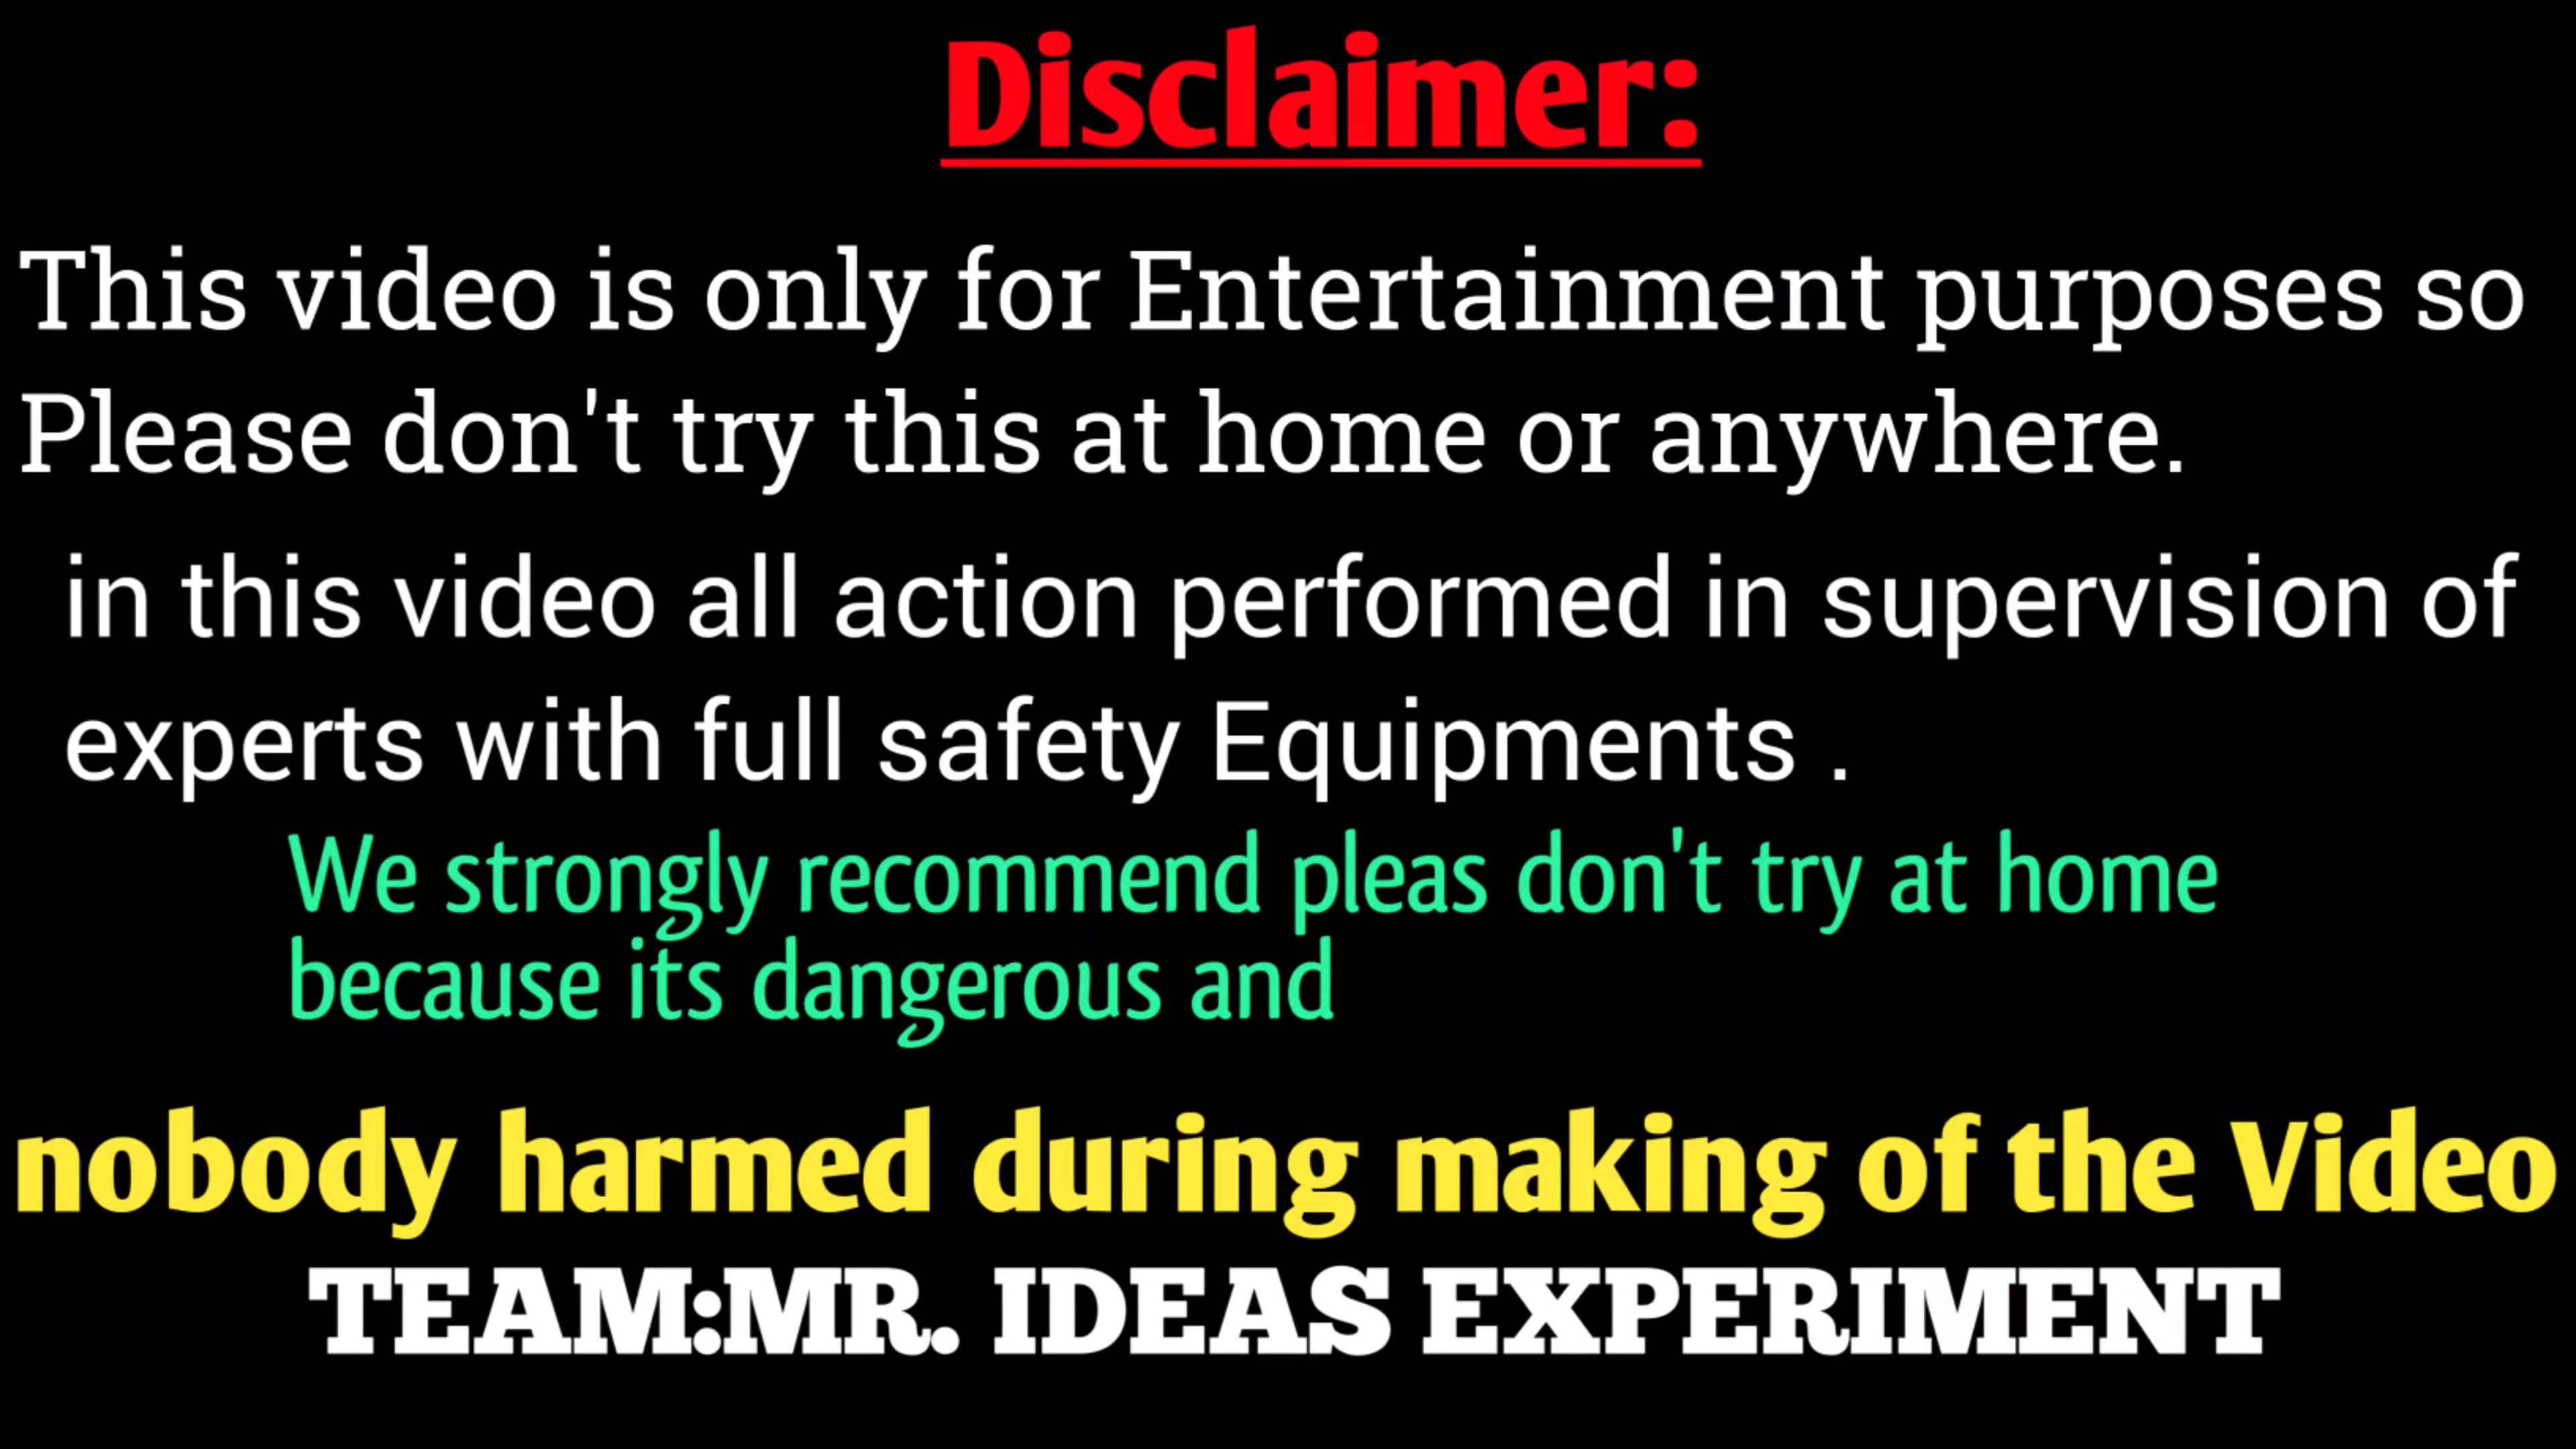 Disclaimer:
This video is only for Entertainment purposes so
Please don't try this at home or anywhere.
in this video all action performed in supervision of
experts with full safety Equipments .
We strongly recommend pleas don't try at home
because its dangerous and
nobody harmed during making of the Video
TEAM:MR. IDEAS EXPERIMENT